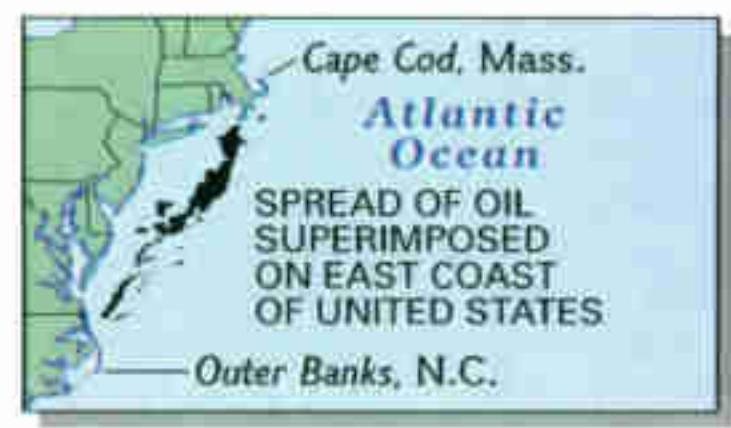 Cape Cod, Mass.
Atlantic
Ocean
SPREAD OF OIL
SUPERIMPOSED
ON EAST COAST
OF UNITED STATES
Outer Banks, N.C.